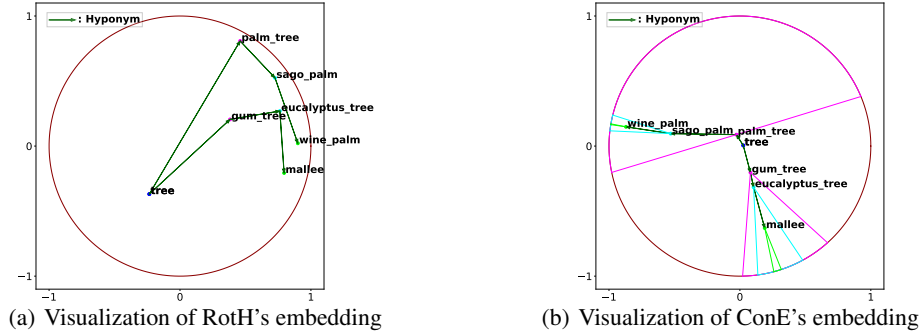 : Hyponym
palm_tree
sago_palm
eucalyptus_tree
gum_tree
wine_palm
mallee
tree
1
0
−1
−1
0
1
(a) Visualization of RotH's embedding
: Hyponym
wine_palm
sago_palm
palm_tree
tree
gum_tree
eucalyptus_tree
mallee
1
0
−1
−1
0
1
(b) Visualization of ConE's embedding